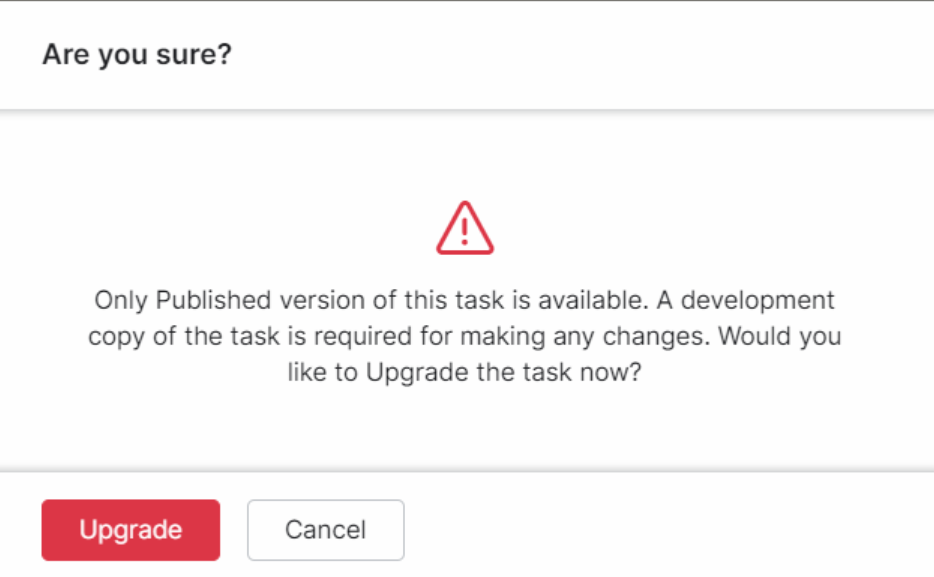 Are you sure?
Only Published version of this task is available. A development
copy of the task is required for making any changes. Would you
like to Upgrade the task now?
Upgrade
Cancel